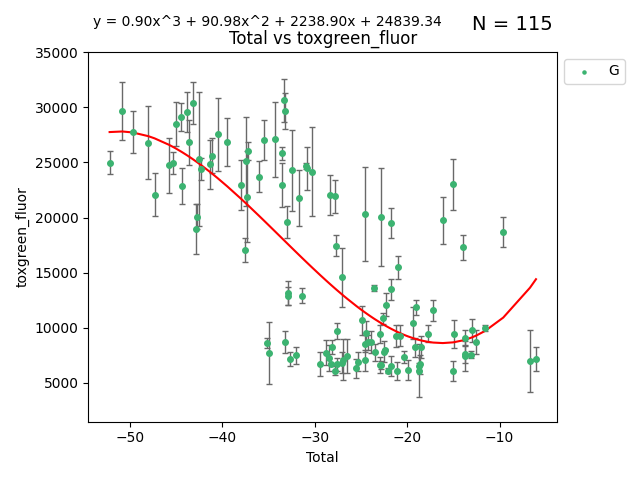 y = 0.90x^3 + 90.98x^2 + 2238.90x + 24839.34
N = 115
Total vs toxgreen_fluor
G
35000
30000
25000
20000
15000
10000
5000
toxgreen_fluor
−50
−40
−30
−20
−10
Total